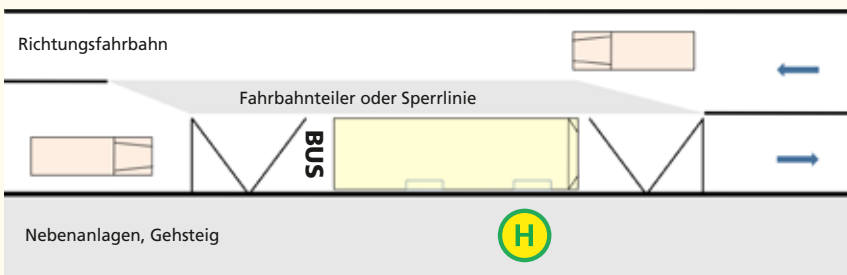 Richtungsfahrbahn
Fahrbahnteiler oder Sperrlinie
BUS
Nebenanlagen, Gehsteig
H